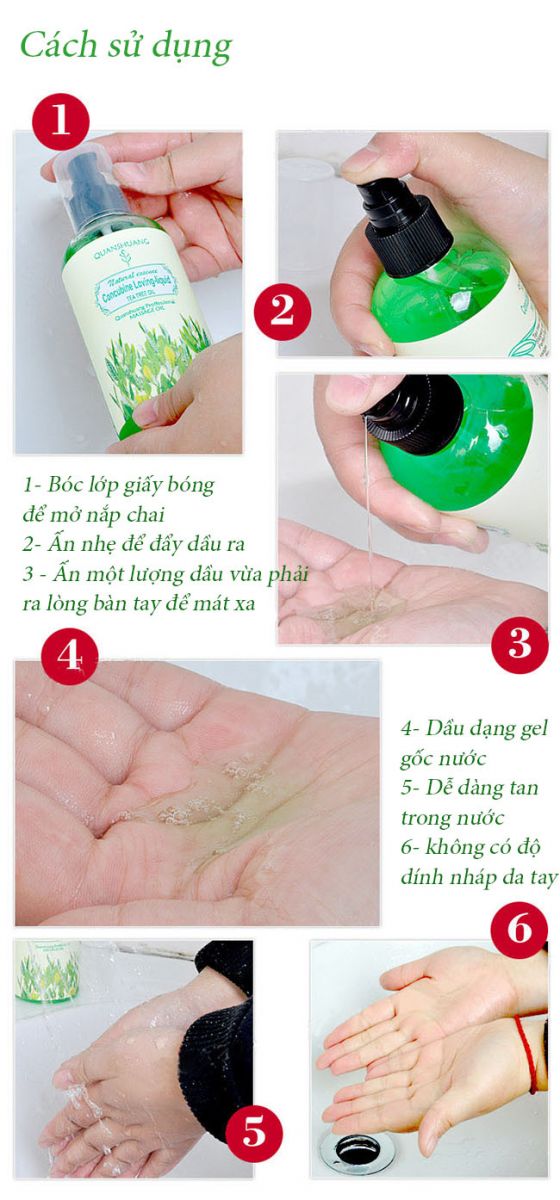 Cách sử dụng
1
QUANSHUANG
Natural essence
Concubine Loving-liquid
TEA TREE OIL
Quanshuang Proffessional
MASSAGE OIL
2
1- Bóc lớp giấy bóng
để mở nắp chai
2- Ấn nhẹ để đẩy dầu ra
3 - Ấn một lượng dầu vừa phải
ra lòng bàn tay để mát xa
3
4
4- Dầu dạng gel
gốc nước
5- Dễ dàng tan
trong nước
6- không có độ
dính nháp da tay
5
6